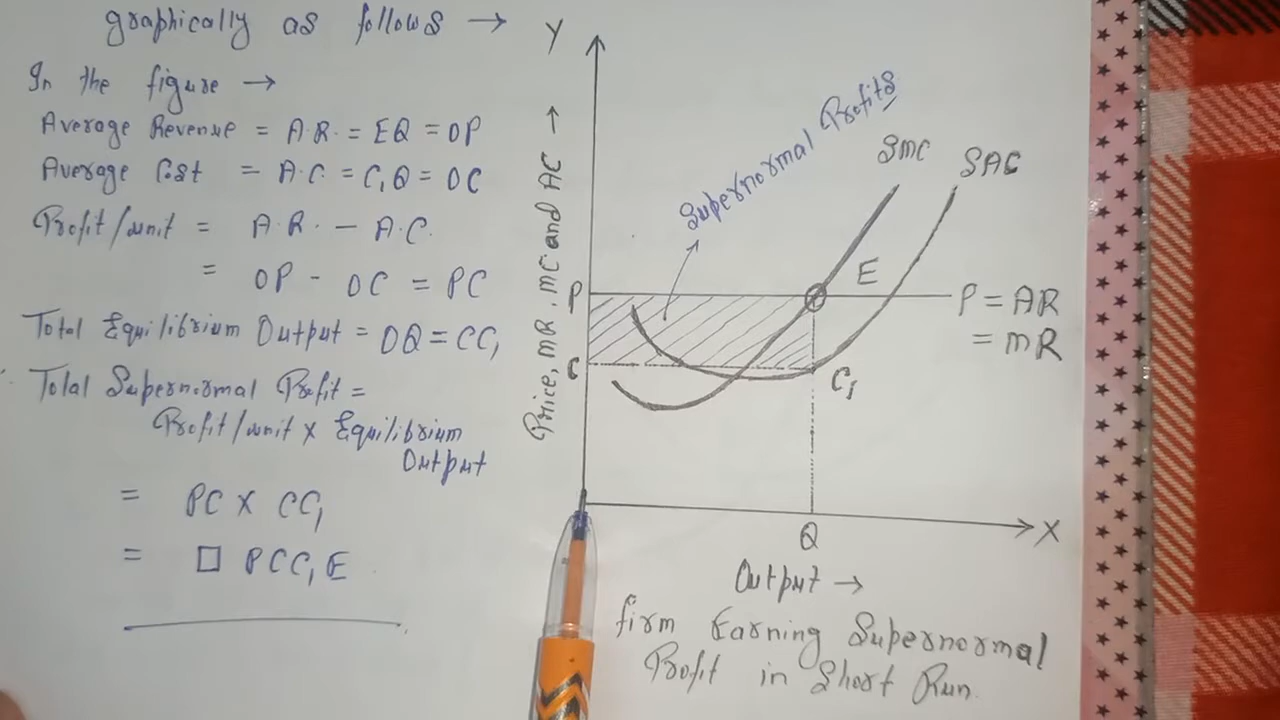 graphically as follows →
In the figure →
Average Revenue = A.R. = EQ = OP
Average Cost = A.C = C₁Q = OC
Profit/unit = A.R. - A.C.
= OP - OC = PC
Total Equilibrium Output = OQ = CC₁
Total Supernormal Profit =
Profit/unit x Equilibrium
Output
= PC x CC₁
= □ PCC₁E
Y
Price, MR, MC and AC →
Supernormal Profits
SMC
SAC
E
P
P = AR
= MR
C
C₁
Q
X
Output →
firm Earning Supernormal
Profit in Short Run.